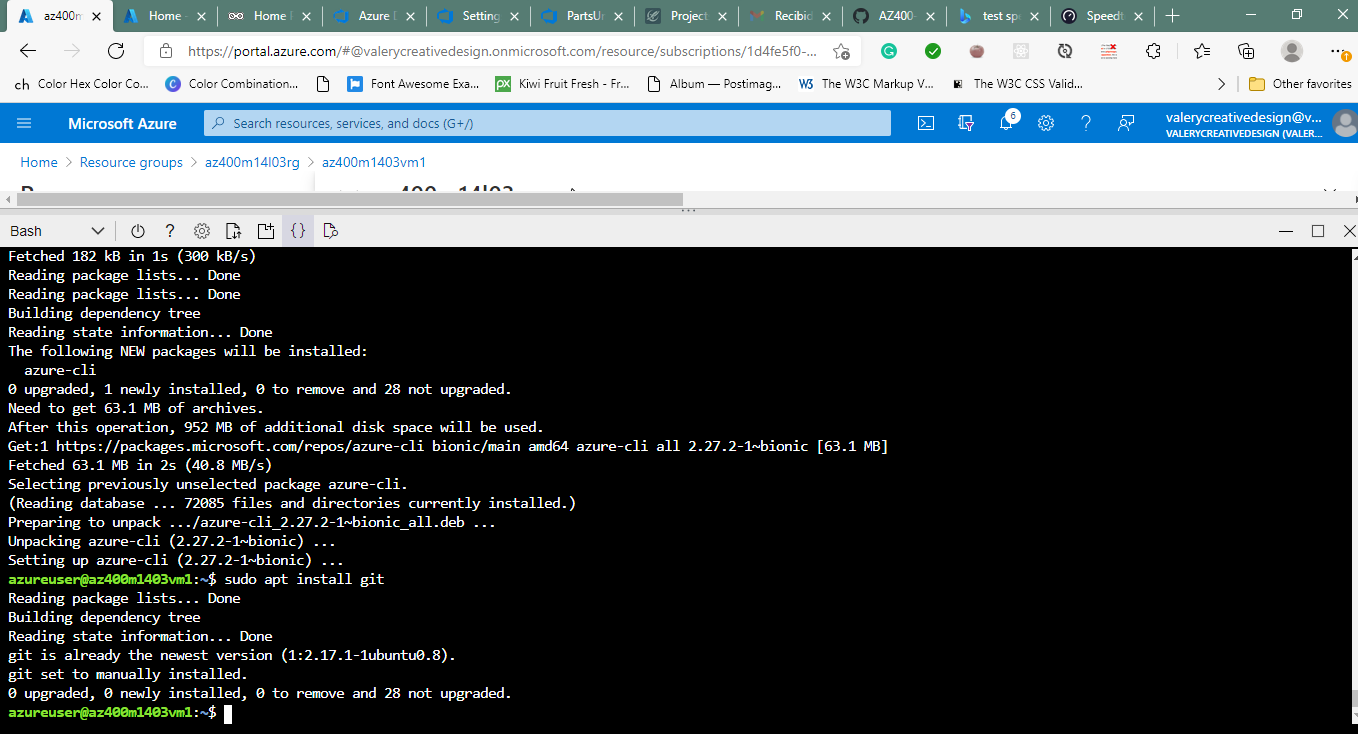 az400m
Home -
Home
Azure D
Setting
PartsUn
Project
Recibid
AZ400-
test sp
Speedt
https://portal.azure.com/#@valerycreativedesign.onmicrosoft.com/resource/subscriptions/1d4fe5f0-...
ch Color Hex Color Co...
C Color Combination...
Font Awesome Exa...
px Kiwi Fruit Fresh - Fr...
Album — Postimag...
W3 The W3C Markup V...
The W3C CSS Valid...
Other favorites
Microsoft Azure
Search resources, services, and docs (G+/)
6
valerycreativedesign@v...
VALERYCREATIVEDESIGN (VALER...
Home > Resource groups > az400m14l03rg > az400m1403vm1
Bash
Fetched 182 kB in 1s (300 kB/s)
Reading package lists... Done
Reading package lists... Done
Building dependency tree
Reading state information... Done
The following NEW packages will be installed:
azure-cli
0 upgraded, 1 newly installed, 0 to remove and 28 not upgraded.
Need to get 63.1 MB of archives.
After this operation, 952 MB of additional disk space will be used.
Get:1 https://packages.microsoft.com/repos/azure-cli bionic/main amd64 azure-cli all 2.27.2-1~bionic [63.1 MB]
Fetched 63.1 MB in 2s (40.8 MB/s)
Selecting previously unselected package azure-cli.
(Reading database ... 72085 files and directories currently installed.)
Preparing to unpack .../azure-cli_2.27.2-1~bionic_all.deb ...
Unpacking azure-cli (2.27.2-1~bionic) ...
Setting up azure-cli (2.27.2-1~bionic) ...
azureuser@az400m1403vm1:~$ sudo apt install git
Reading package lists... Done
Building dependency tree
Reading state information... Done
git is already the newest version (1:2.17.1-1ubuntu0.8).
git set to manually installed.
0 upgraded, 0 newly installed, 0 to remove and 28 not upgraded.
azureuser@az400m1403vm1:~$